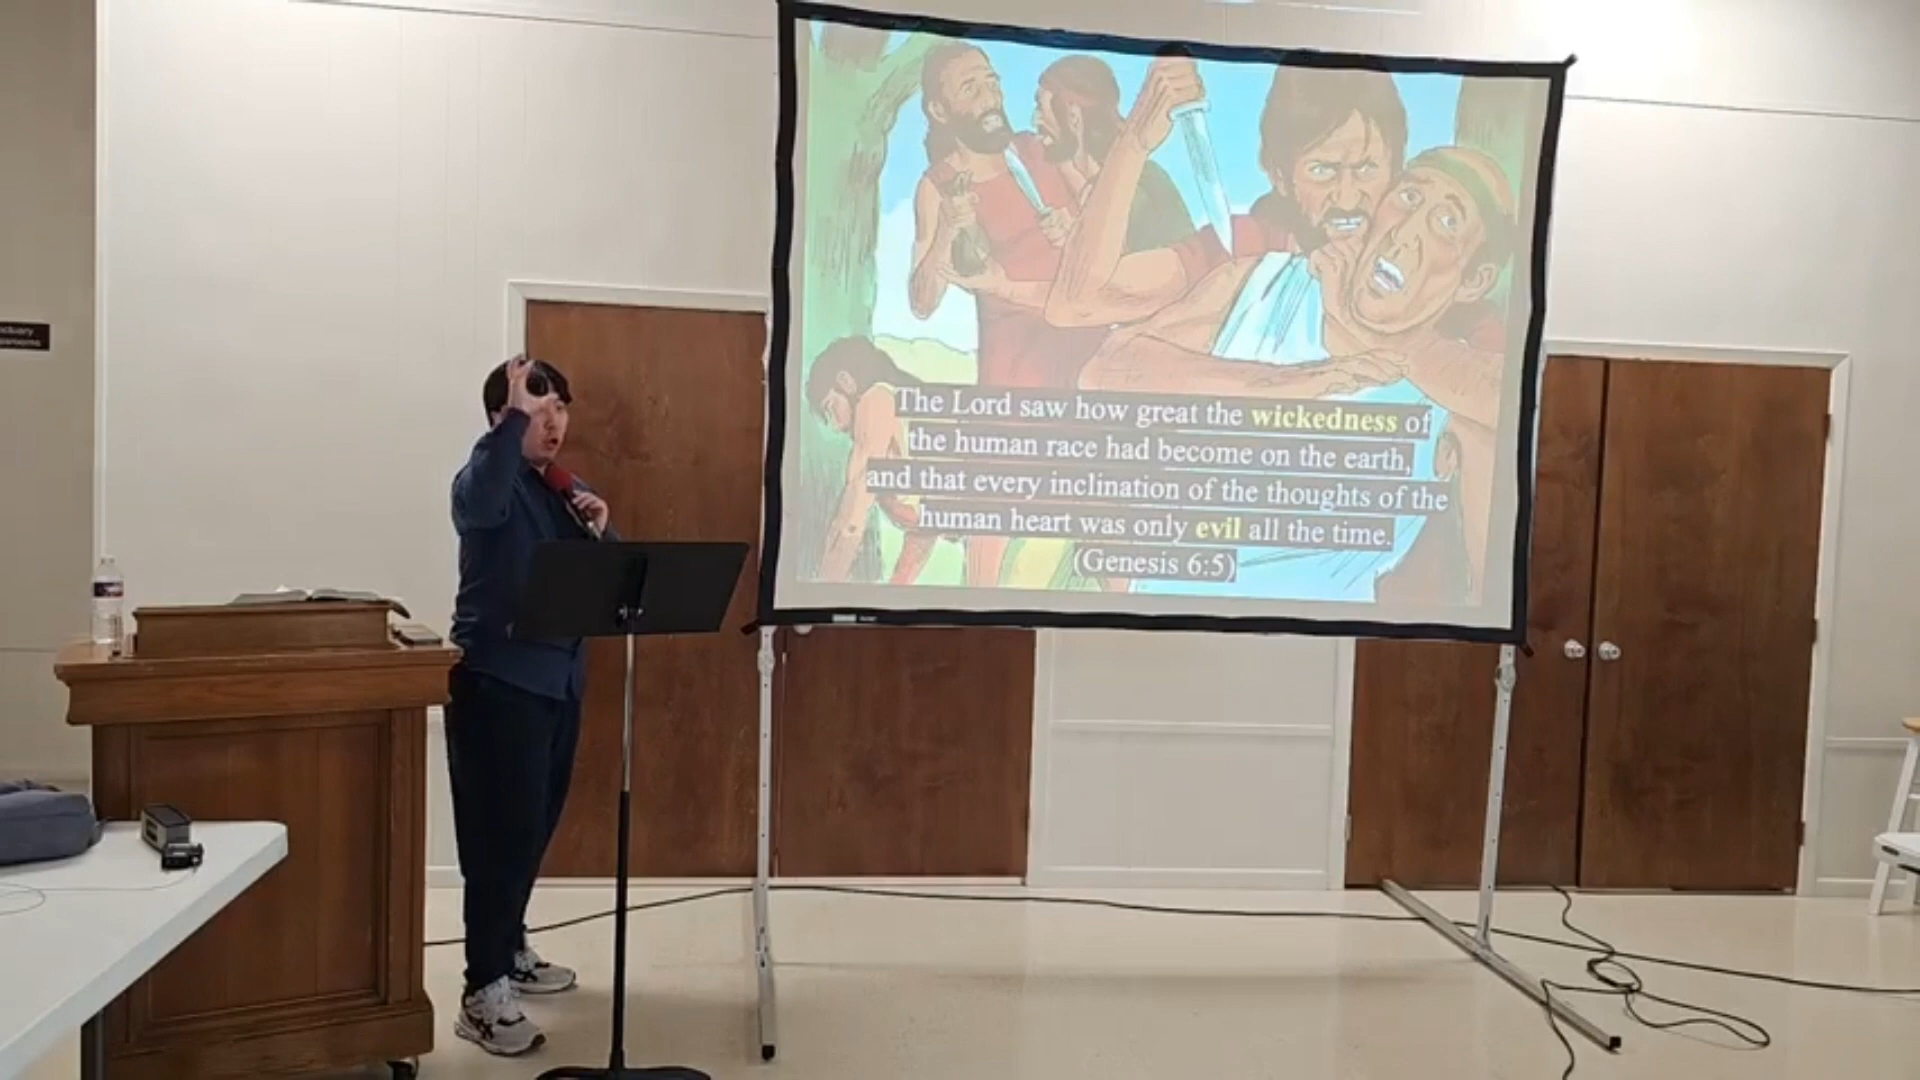 The Lord saw how great the wickedness of
the human race had become on the earth,
and that every inclination of the thoughts of the
human heart was only evil all the time.
(Genesis 6:5)